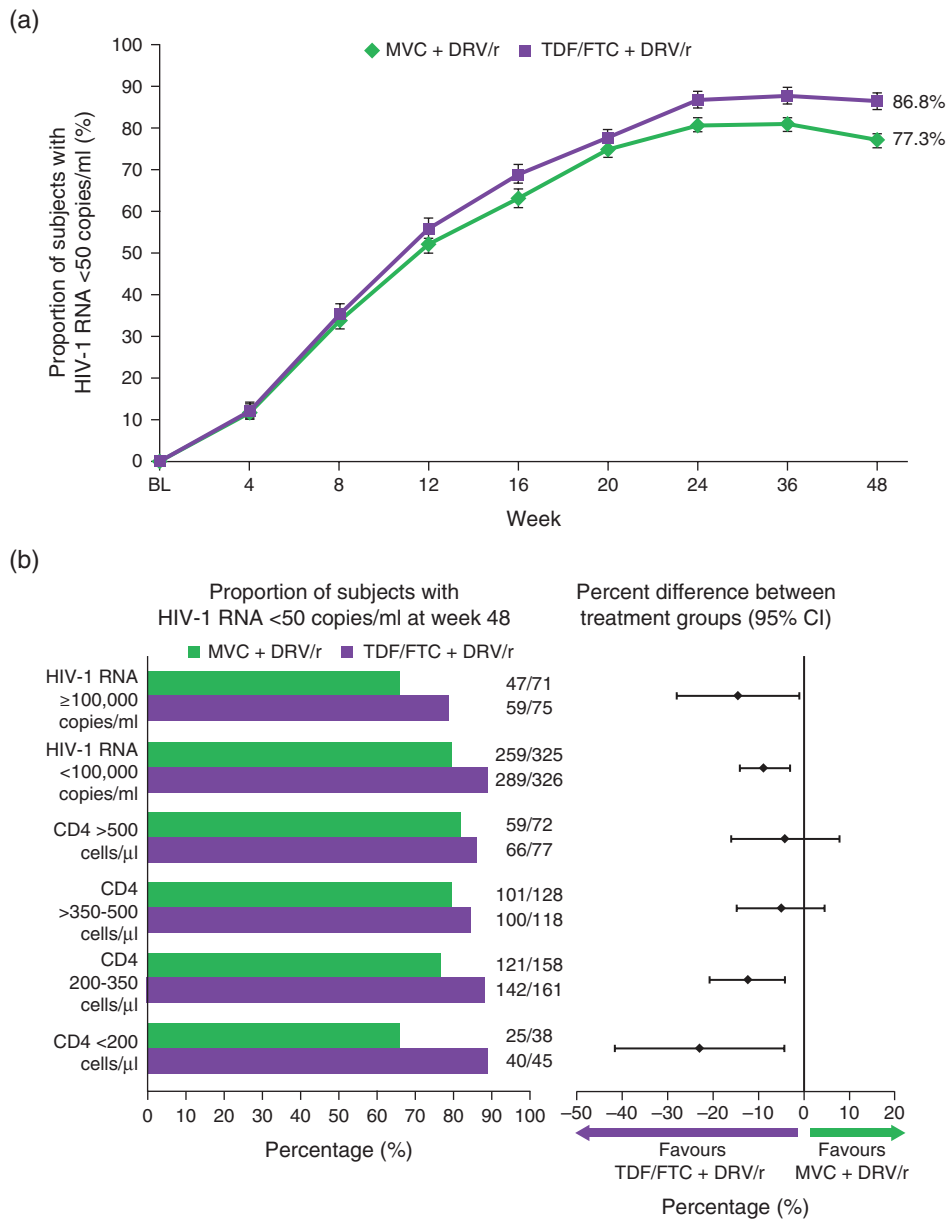 (a)
100
90
80
70
60
50
40
30
20
10
0
Proportion of subjects with
HIV-1 RNA <50 copies/ml (%)
MVC + DRV/r TDF/FTC + DRV/r
86.8%
77.3%
BL 4 8 12 16 20 24 36 48
Week
(b)
Proportion of subjects with
HIV-1 RNA <50 copies/ml at week 48
MVC + DRV/r TDF/FTC + DRV/r
Percent difference between
treatment groups (95% CI)
HIV-1 RNA
≥100,000
copies/ml
47/71
59/75
HIV-1 RNA
<100,000
copies/ml
259/325
289/326
CD4 >500
cells/µl
59/72
66/77
CD4
>350-500
cells/µl
101/128
100/118
CD4
200-350
cells/µl
121/158
142/161
CD4 <200
cells/µl
25/38
40/45
0 10 20 30 40 50 60 70 80 90 100
Percentage (%)
–50 –40 –30 –20 –10 0 10 20
Favours
TDF/FTC + DRV/r
Favours
MVC + DRV/r
Percentage (%)